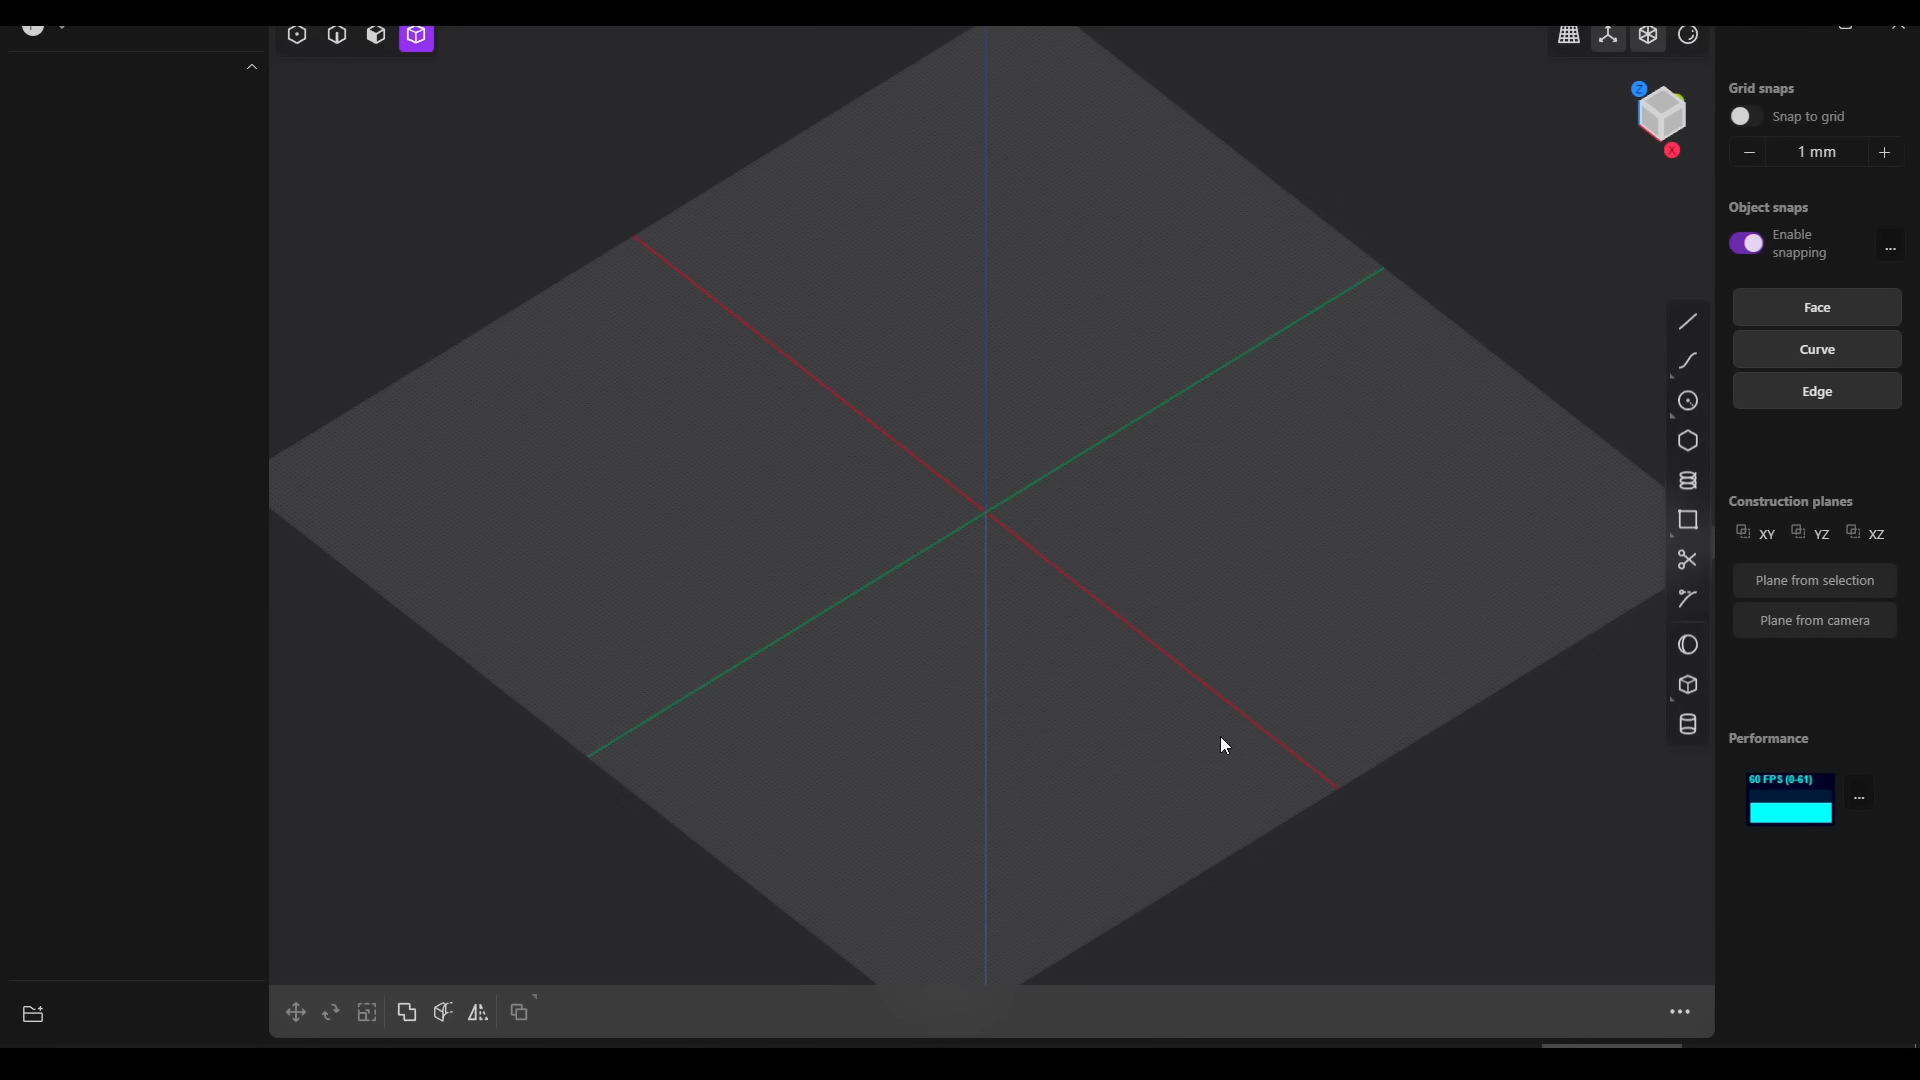 Grid snaps
Snap to grid
1 mm
Z
X
Object snaps
Enable
snapping
...
Face
Curve
Edge
Construction planes
XY YZ XZ
Plane from selection
Plane from camera
Performance
60 FPS (0-61)
...